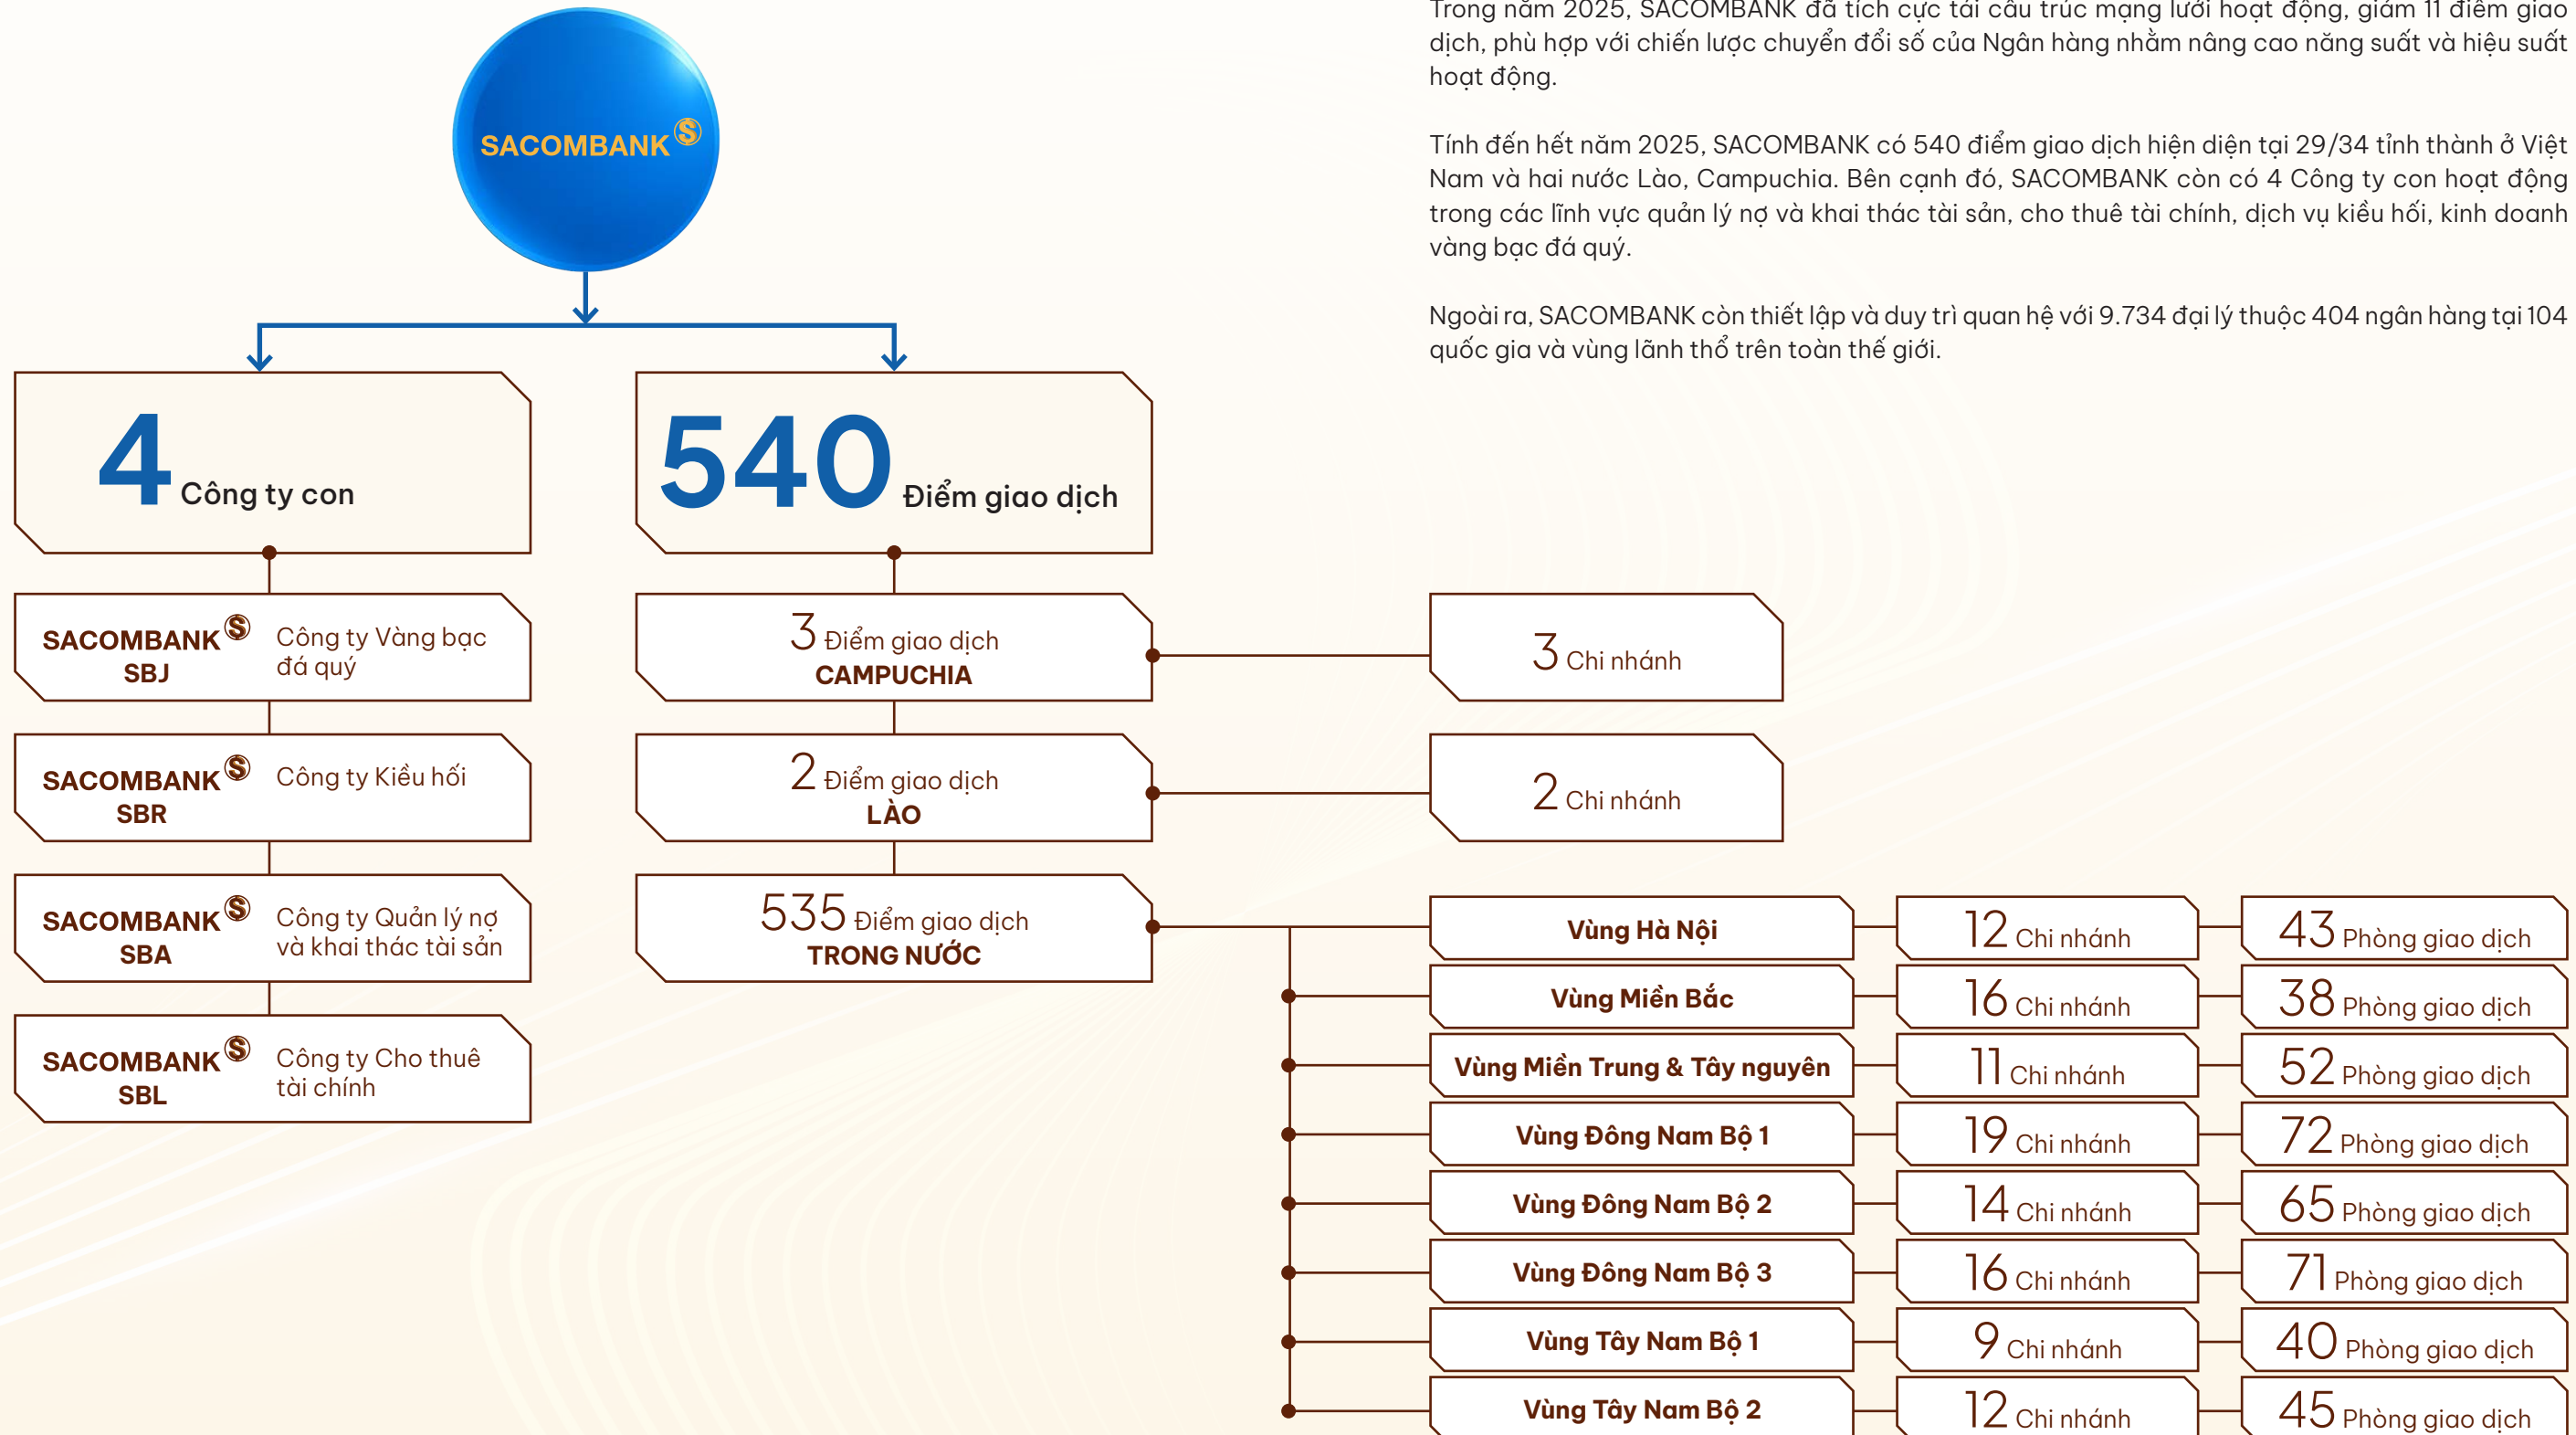 SACOMBANK
Trong năm 2025, SACOMBANK đã tích cực tái cấu trúc mạng lưới hoạt động, giảm 11 điểm giao
dịch, phù hợp với chiến lược chuyển đổi số của Ngân hàng nhằm nâng cao năng suất và hiệu suất
hoạt động.
Tính đến hết năm 2025, SACOMBANK có 540 điểm giao dịch hiện diện tại 29/34 tỉnh thành ở Việt
Nam và hai nước Lào, Campuchia. Bên cạnh đó, SACOMBANK còn có 4 Công ty con hoạt động
trong các lĩnh vực quản lý nợ và khai thác tài sản, cho thuê tài chính, dịch vụ kiều hối, kinh doanh
vàng bạc đá quý.
Ngoài ra, SACOMBANK còn thiết lập và duy trì quan hệ với 9.734 đại lý thuộc 404 ngân hàng tại 104
quốc gia và vùng lãnh thổ trên toàn thế giới.
4 Công ty con
SACOMBANK
SBJ
Công ty Vàng bạc
đá quý
SACOMBANK
SBR
Công ty Kiều hối
SACOMBANK
SBA
Công ty Quản lý nợ
và khai thác tài sản
SACOMBANK
SBL
Công ty Cho thuê
tài chính
540 Điểm giao dịch
3 Điểm giao dịch
CAMPUCHIA
3 Chi nhánh
2 Điểm giao dịch
LÀO
2 Chi nhánh
535 Điểm giao dịch
TRONG NƯỚC
Vùng Hà Nội 12 Chi nhánh 43 Phòng giao dịch
Vùng Miền Bắc 16 Chi nhánh 38 Phòng giao dịch
Vùng Miền Trung & Tây nguyên 11 Chi nhánh 52 Phòng giao dịch
Vùng Đông Nam Bộ 1 19 Chi nhánh 72 Phòng giao dịch
Vùng Đông Nam Bộ 2 14 Chi nhánh 65 Phòng giao dịch
Vùng Đông Nam Bộ 3 16 Chi nhánh 71 Phòng giao dịch
Vùng Tây Nam Bộ 1 9 Chi nhánh 40 Phòng giao dịch
Vùng Tây Nam Bộ 2 12 Chi nhánh 45 Phòng giao dịch